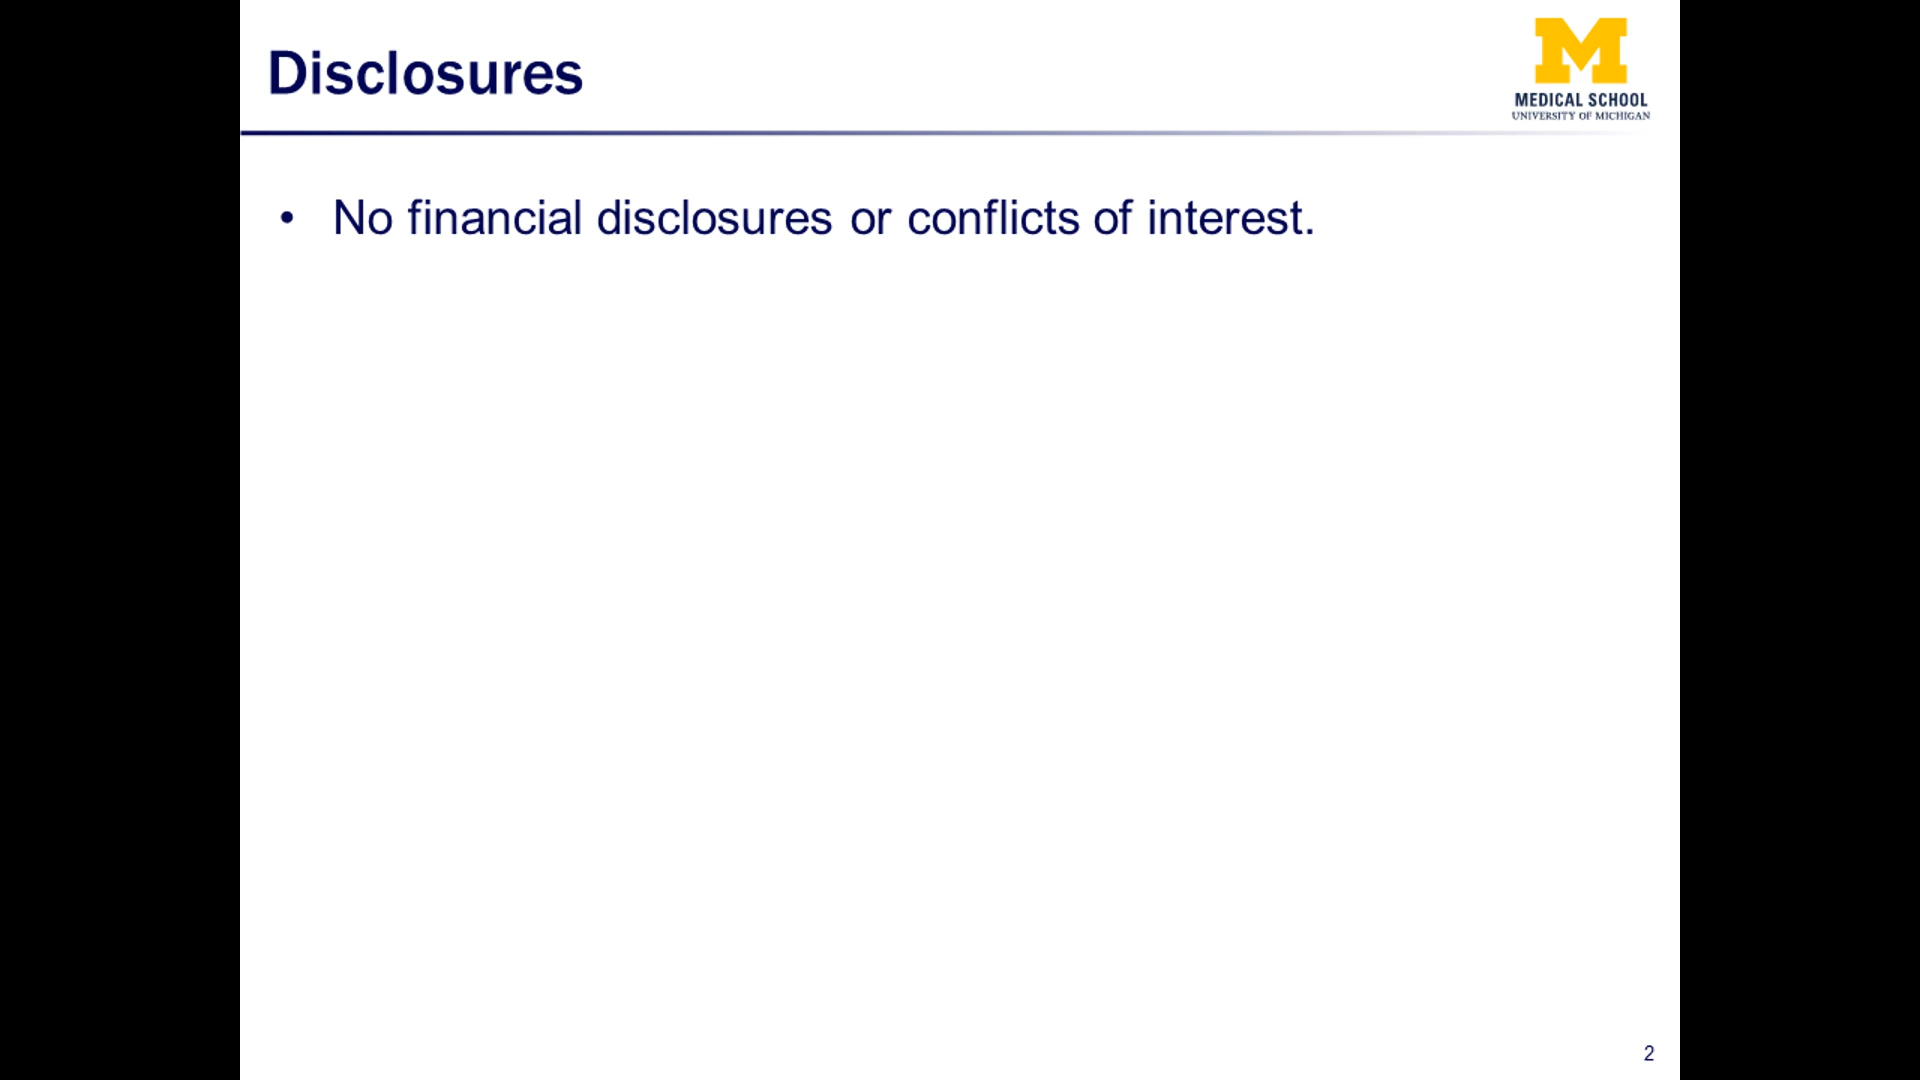 Disclosures
M
MEDICAL SCHOOL
UNIVERSITY OF MICHIGAN
• No financial disclosures or conflicts of interest.
2